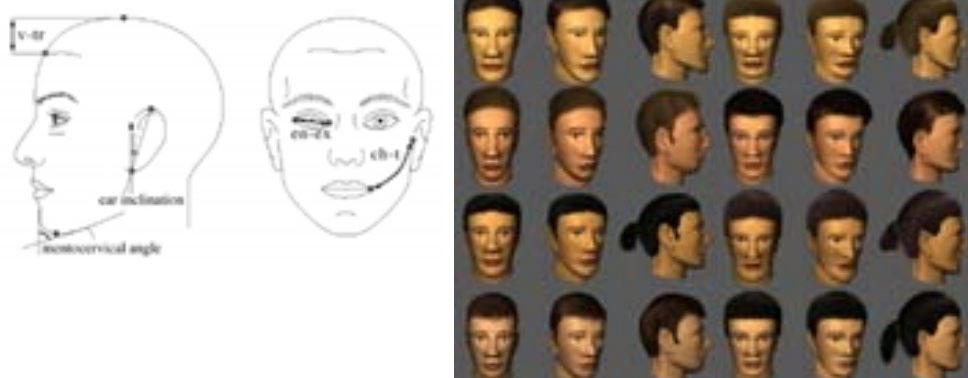 v-tr
en-ex
ch-t
ear inclination
mentocervical angle